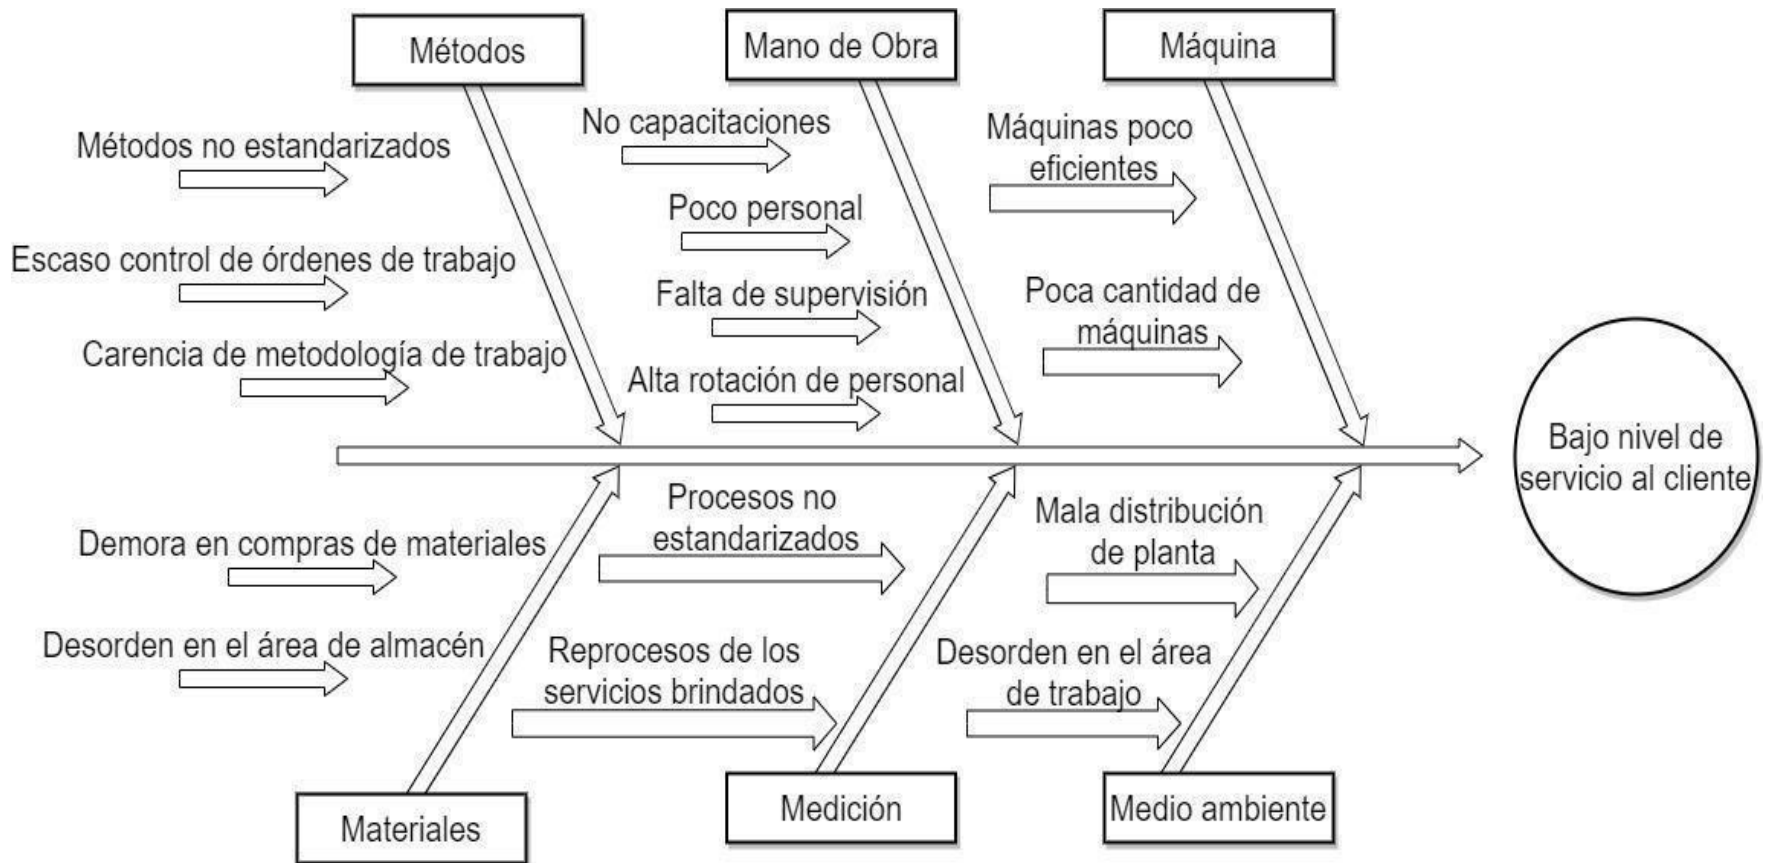 Métodos
Mano de Obra
Máquina
Métodos no estandarizados
Escaso control de órdenes de trabajo
Carencia de metodología de trabajo
No capacitaciones
Poco personal
Falta de supervisión
Alta rotación de personal
Máquinas poco
eficientes
Poca cantidad de
máquinas
Bajo nivel de
servicio al cliente
Demora en compras de materiales
Desorden en el área de almacén
Procesos no
estandarizados
Reprocesos de los
servicios brindados
Mala distribución
de planta
Desorden en el área
de trabajo
Materiales
Medición
Medio ambiente